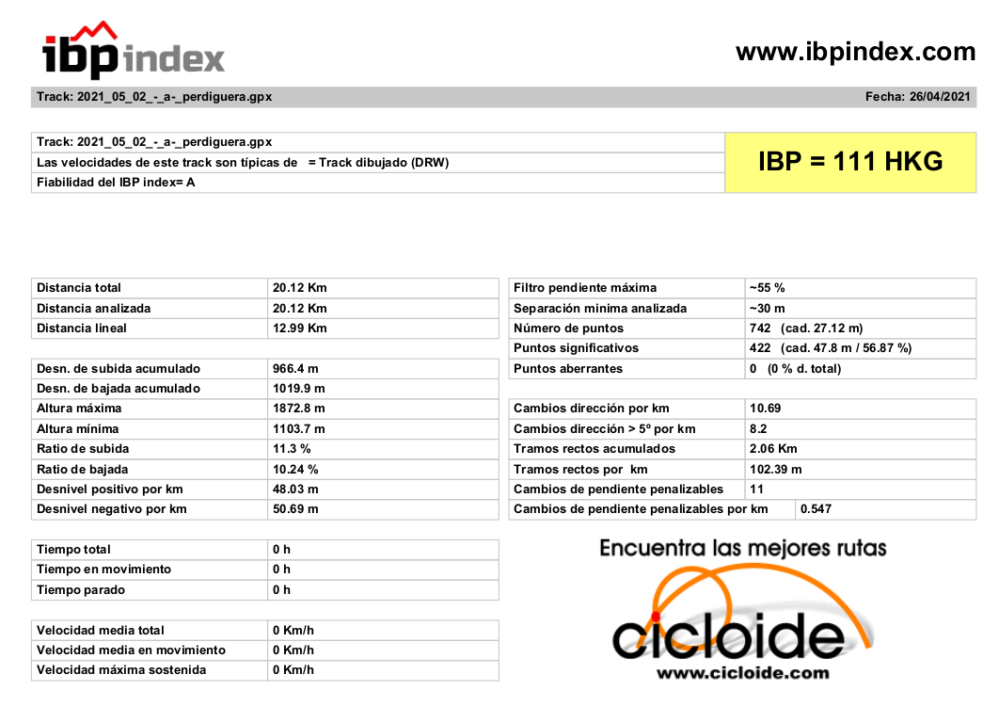 ibpindex
www.ibpindex.com
Track: 2021_05_02_-_a-_perdiguera.gpx Fecha: 26/04/2021
Track: 2021_05_02_-_a-_perdiguera.gpx
Las velocidades de este track son típicas de = Track dibujado (DRW)
Fiabilidad del IBP index= A
IBP = 111 HKG
Distancia total 20.12 Km
Distancia analizada 20.12 Km
Distancia lineal 12.99 Km
Desn. de subida acumulado 966.4 m
Desn. de bajada acumulado 1019.9 m
Altura máxima 1872.8 m
Altura mínima 1103.7 m
Ratio de subida 11.3 %
Ratio de bajada 10.24 %
Desnivel positivo por km 48.03 m
Desnivel negativo por km 50.69 m
Tiempo total 0 h
Tiempo en movimiento 0 h
Tiempo parado 0 h
Velocidad media total 0 Km/h
Velocidad media en movimiento 0 Km/h
Velocidad máxima sostenida 0 Km/h
Filtro pendiente máxima ~55 %
Separación minima analizada ~30 m
Número de puntos 742 (cad. 27.12 m)
Puntos significativos 422 (cad. 47.8 m / 56.87 %)
Puntos aberrantes 0 (0 % d. total)
Cambios dirección por km 10.69
Cambios dirección > 5º por km 8.2
Tramos rectos acumulados 2.06 Km
Tramos rectos por km 102.39 m
Cambios de pendiente penalizables 11
Cambios de pendiente penalizables por km 0.547
Encuentra las mejores rutas
cicloide
www.cicloide.com